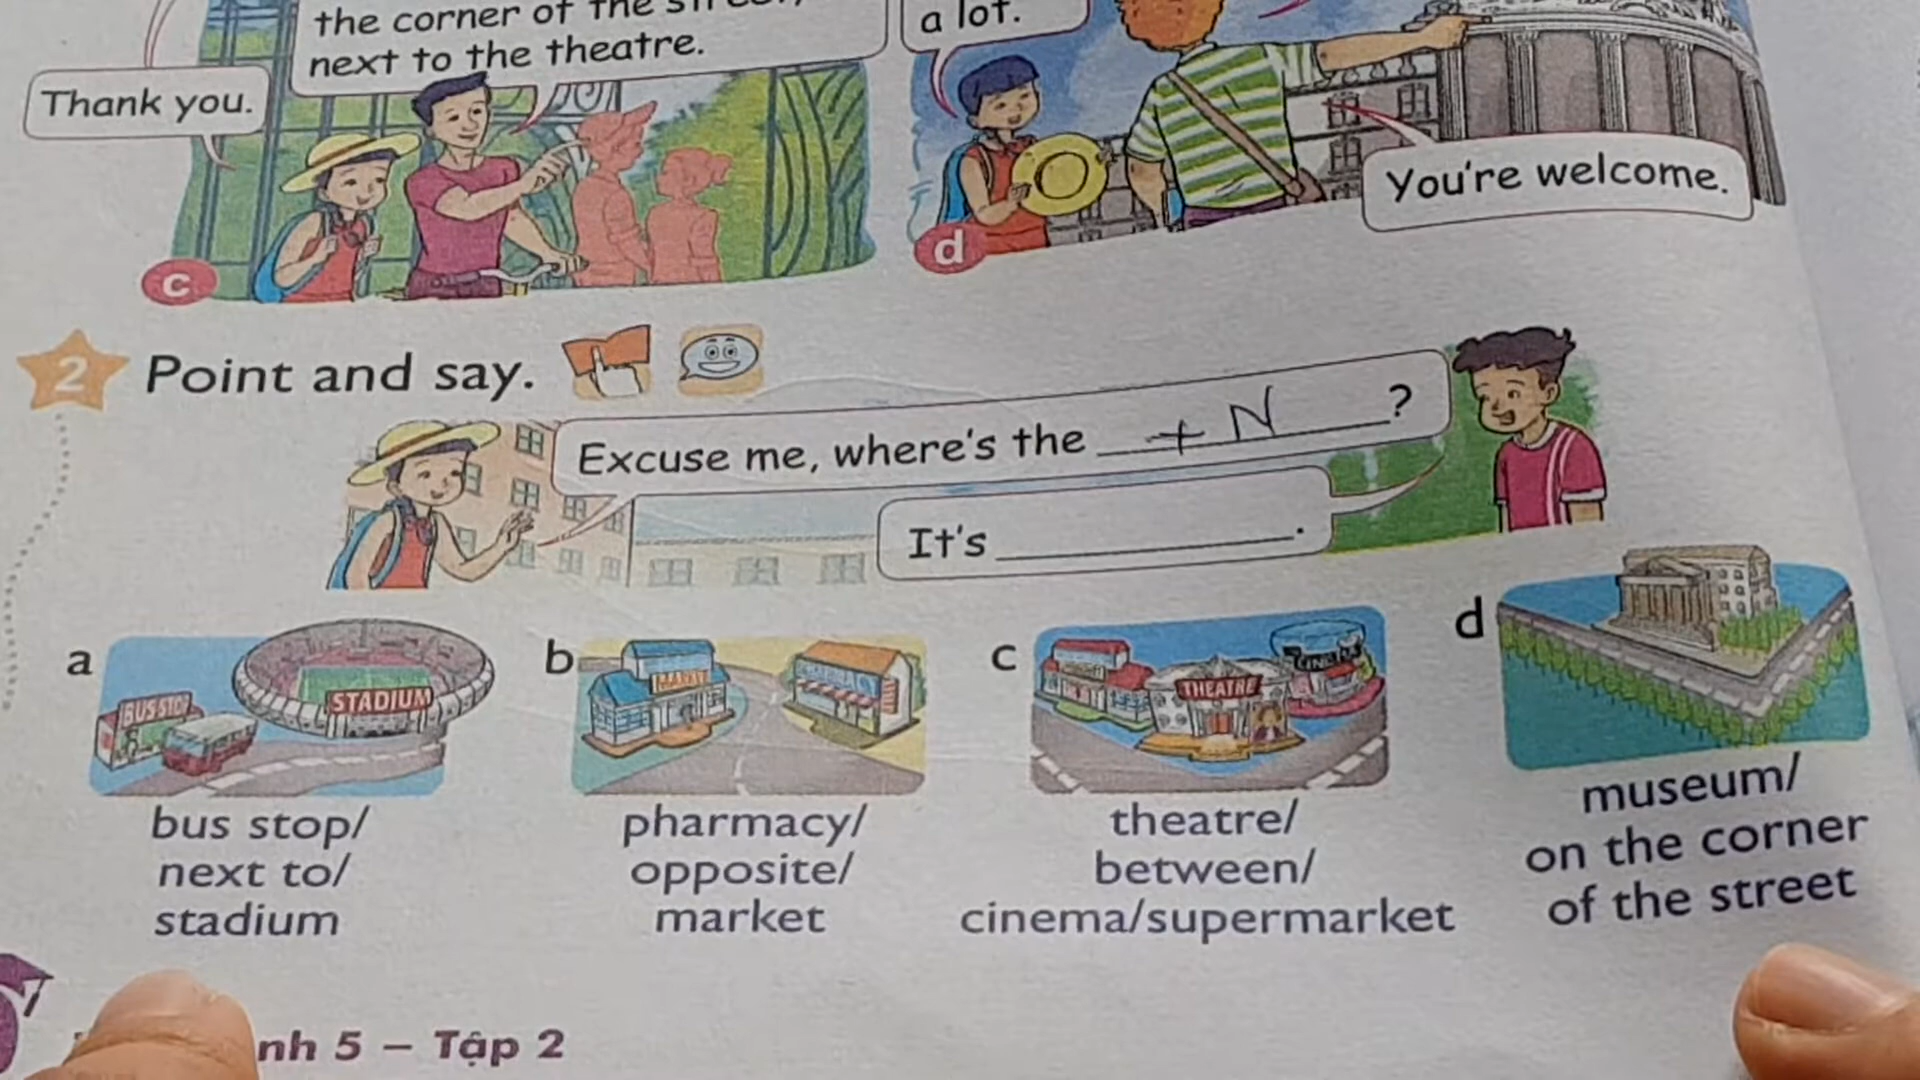 the corner of the
next to the theatre.
a lot.
Thank you.
You're welcome.
c
d
2 Point and say.
Excuse me, where's the + N ?
It's ___.
a
b
c
d
BUS STOP
STADIUM
THEATRE
CINEMA
bus stop/
next to/
stadium
pharmacy/
opposite/
market
theatre/
between/
cinema/supermarket
museum/
on the corner
of the street
nh 5 – Tập 2